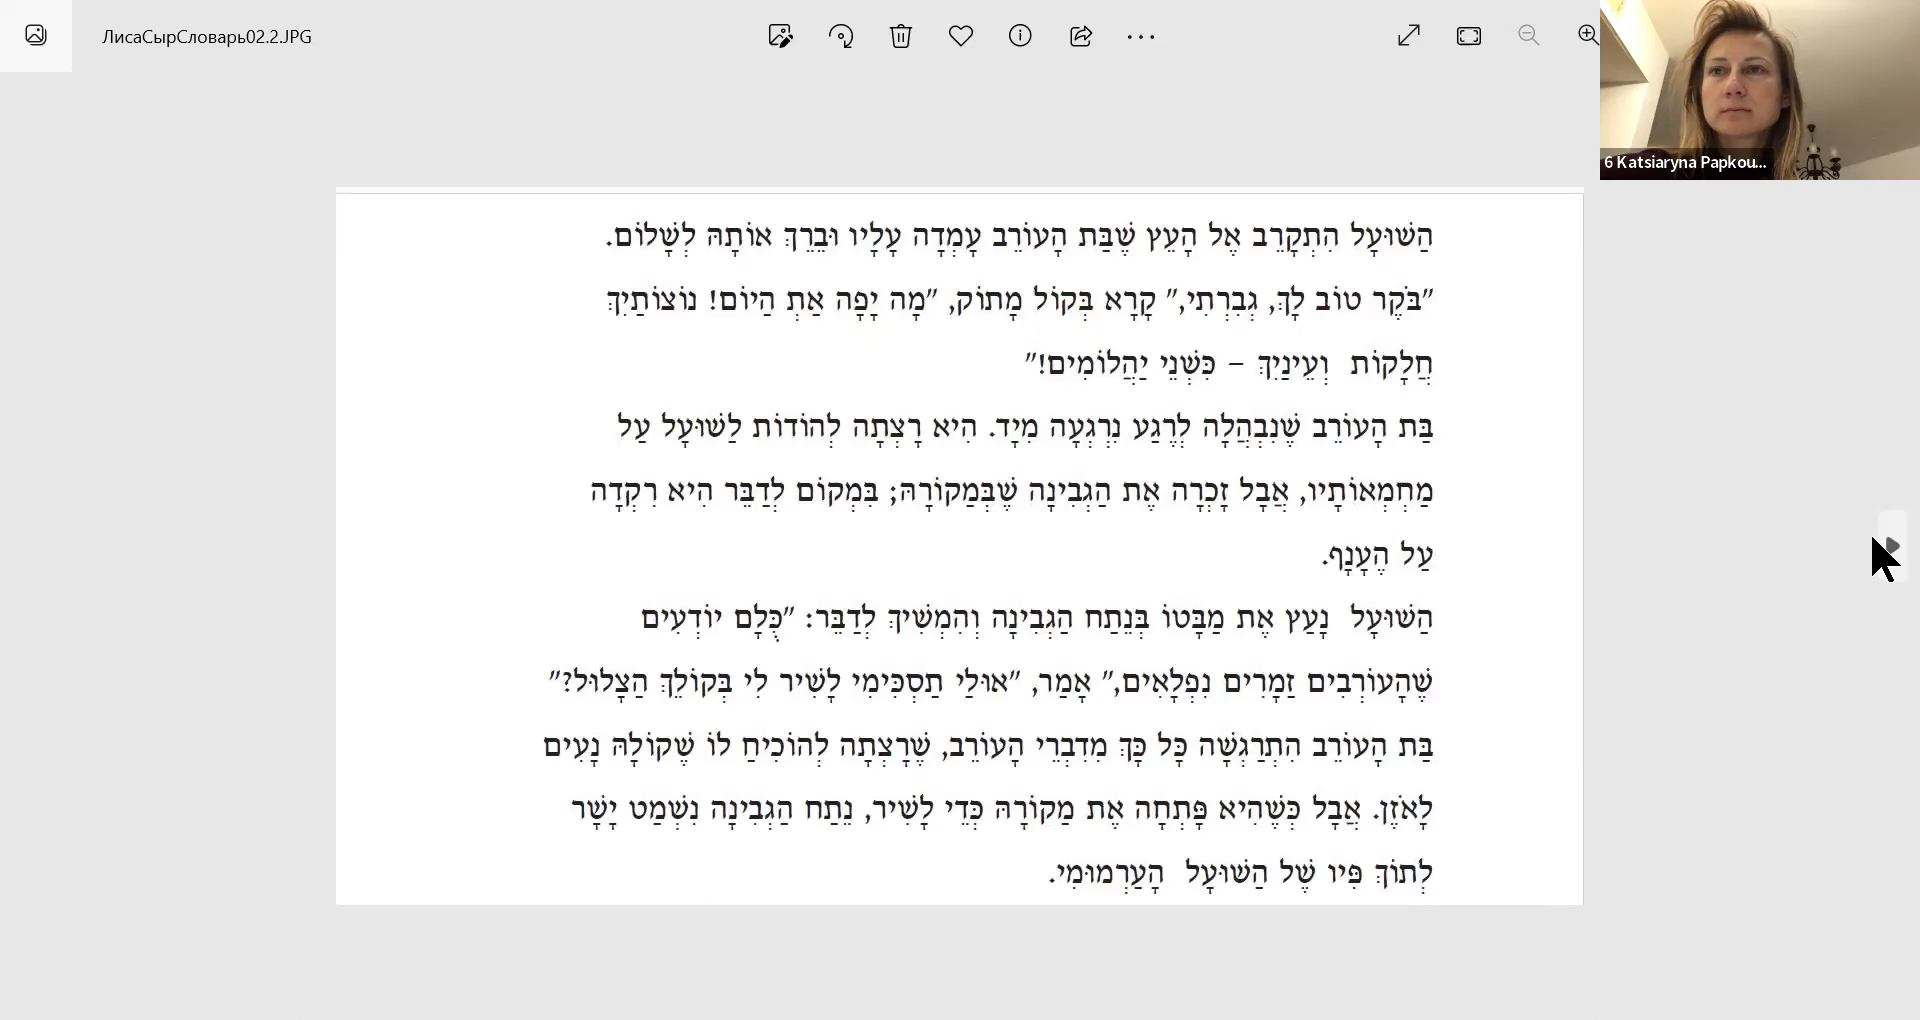 ЛисаСырСловарь02.2.JPG
6 Katsiaryna Papkou...
הַשּׁוּעָל הִתְקָרֵב אֶל הָעֵץ שֶׁבַּת הָעוֹרֵב עָמְדָה עָלָיו וּבֵרֵךְ אוֹתָהּ לְשָׁלוֹם.
"בֹּקֶר טוֹב לָךְ, גְּבִרְתִּי," קָרָא בְּקוֹל מָתוֹק, "מָה יָפָה אַתְּ הַיּוֹם! נוֹצוֹתַיִךְ
חֲלָקוֹת וְעֵינַיִךְ – כִּשְׁנֵי יַהֲלוֹמִים!"
בַּת הָעוֹרֵב שֶׁנִּבְהֲלָה לְרֶגַע נִרְגְּעָה מִיָּד. הִיא רָצְתָה לְהוֹדוֹת לַשּׁוּעָל עַל
מַחְמְאוֹתָיו, אֲבָל זָכְרָה אֶת הַגְּבִינָה שֶׁבְּמַקּוֹרָהּ; בִּמְקוֹם לְדַבֵּר הִיא רִקְּדָה
עַל הֶעָנָף.
הַשּׁוּעָל נָעַץ אֶת מַבָּטוֹ בְּנֵתַח הַגְּבִינָה וְהִמְשִׁיךְ לְדַבֵּר: "כֻּלָּם יוֹדְעִים
שֶׁהָעוֹרְבִים זַמָּרִים נִפְלָאִים," אָמַר, "אוּלַי תַּסְכִּימִי לָשִׁיר לִי בְּקוֹלֵךְ הַצָּלוּל?"
בַּת הָעוֹרֵב הִתְרַגְּשָׁה כָּל כָּךְ מִדִּבְרֵי הָעוֹרֵב, שֶׁרָצְתָה לְהוֹכִיחַ לוֹ שֶׁקּוֹלָהּ נָעִים
לָאֹזֶן. אֲבָל כְּשֶׁהִיא פָּתְחָה אֶת מַקּוֹרָהּ כְּדֵי לָשִׁיר, נֵתַח הַגְּבִינָה נִשְׁמַט יָשָׁר
לְתוֹךְ פִּיו שֶׁל הַשּׁוּעָל הָעַרְמוּמִי.